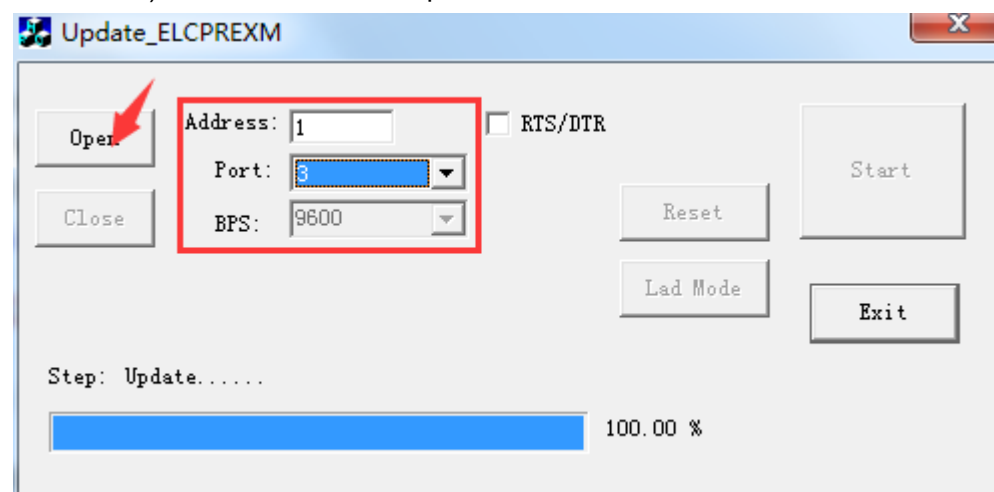 Update_ELCPREXM
Open
Address: 1
RTS/DTR
Port: 3
Start
Close
BPS: 9600
Reset
Lad Mode
Exit
Step: Update......
100.00 %